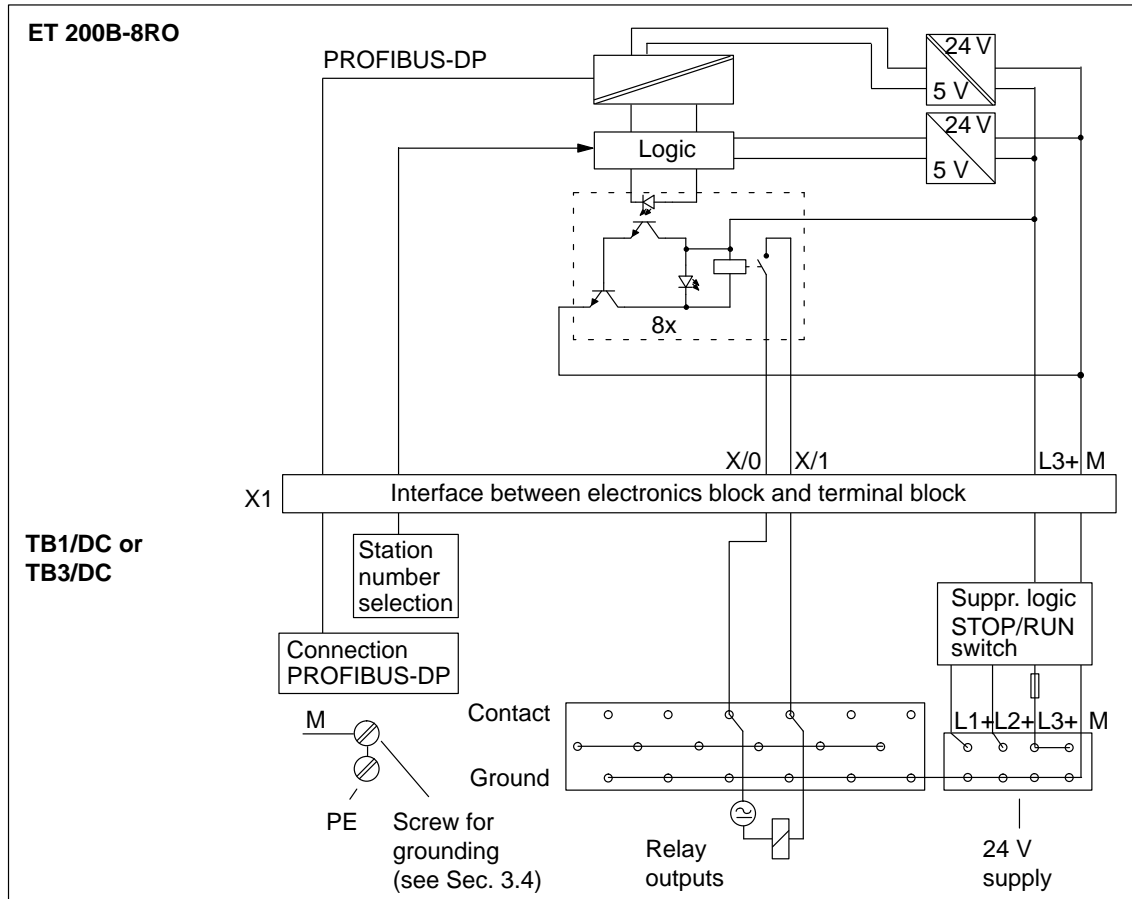 ET 200B-8RO
PROFIBUS-DP
24 V
5 V
24 V
5 V
Logic
8x
X/0
X/1
L3+
M
X1
Interface between electronics block and terminal block
TB1/DC or
TB3/DC
Station
number
selection
Suppr. logic
STOP/RUN
switch
Connection
PROFIBUS-DP
M
Contact
L1+
L2+
L3+
M
Ground
PE
Screw for
grounding
(see Sec. 3.4)
Relay
outputs
24 V
supply